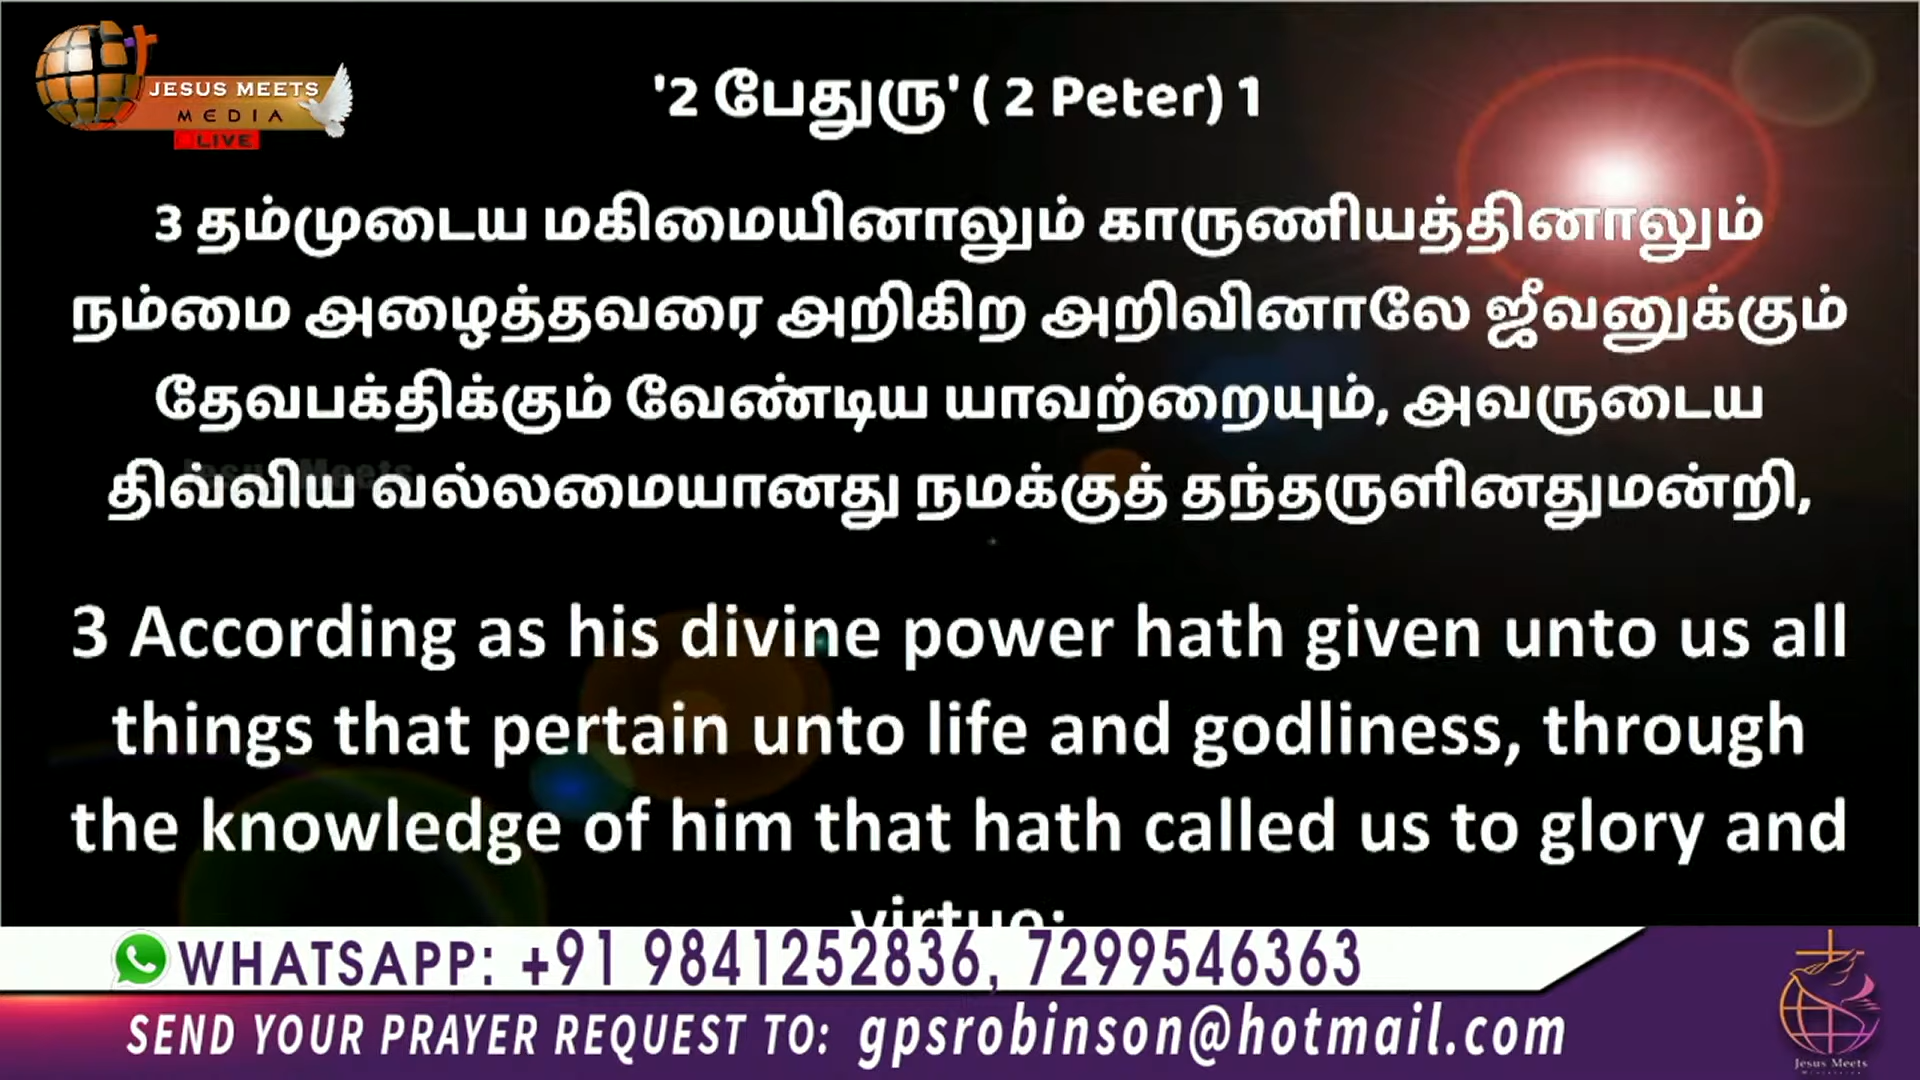 JESUS MEETS
MEDIA
LIVE
'2 பேதுரு' ( 2 Peter) 1
3 தம்முடைய மகிமையினாலும் காருணியத்தினாலும்
நம்மை அழைத்தவரை அறிகிற அறிவினாலே ஜீவனுக்கும்
தேவபக்திக்கும் வேண்டிய யாவற்றையும், அவருடைய
திவ்விய வல்லமையானது நமக்குத் தந்தருளினதுமன்றி,
Jesus Meets
3 According as his divine power hath given unto us all
things that pertain unto life and godliness, through
the knowledge of him that hath called us to glory and
virtue:
WHATSAPP: +91 9841252836, 7299546363
SEND YOUR PRAYER REQUEST TO: gpsrobinson@hotmail.com
Jesus Meets